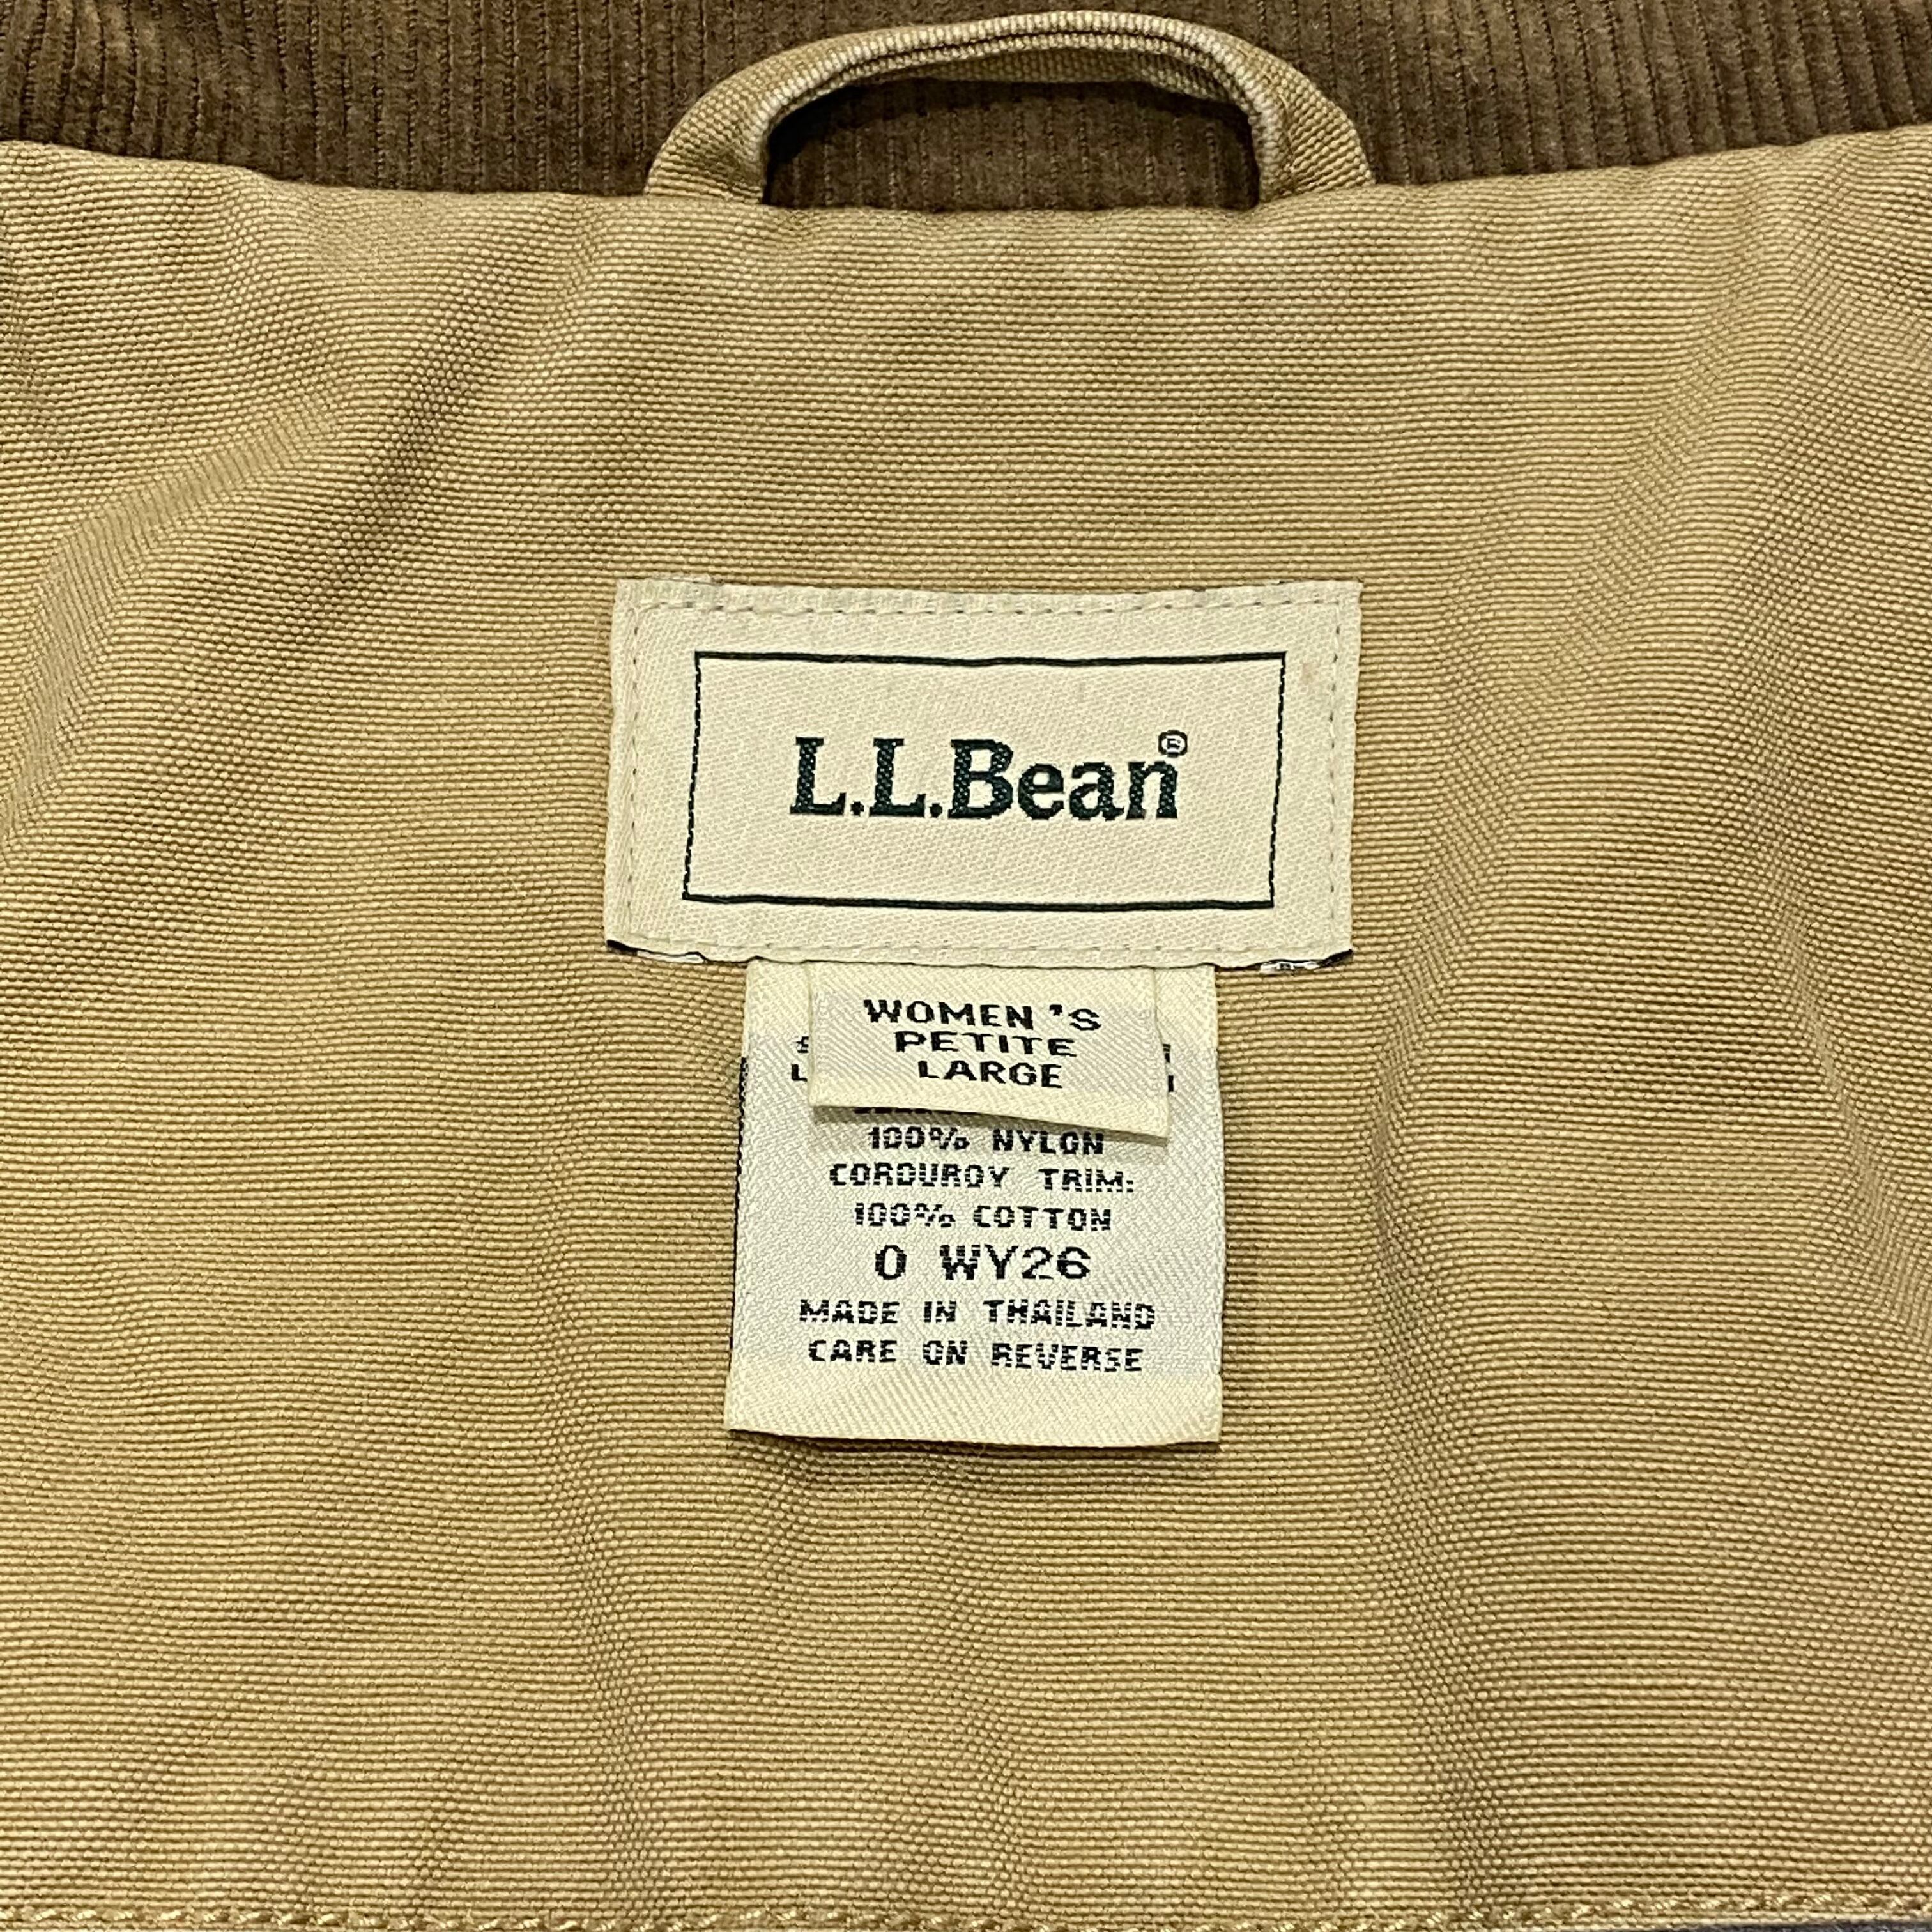 L.L.Bean®
WOMEN'S
PETITE
LARGE
100% NYLON
CORDUROY TRIM:
100% COTTON
0 WY26
MADE IN THAILAND
CARE ON REVERSE